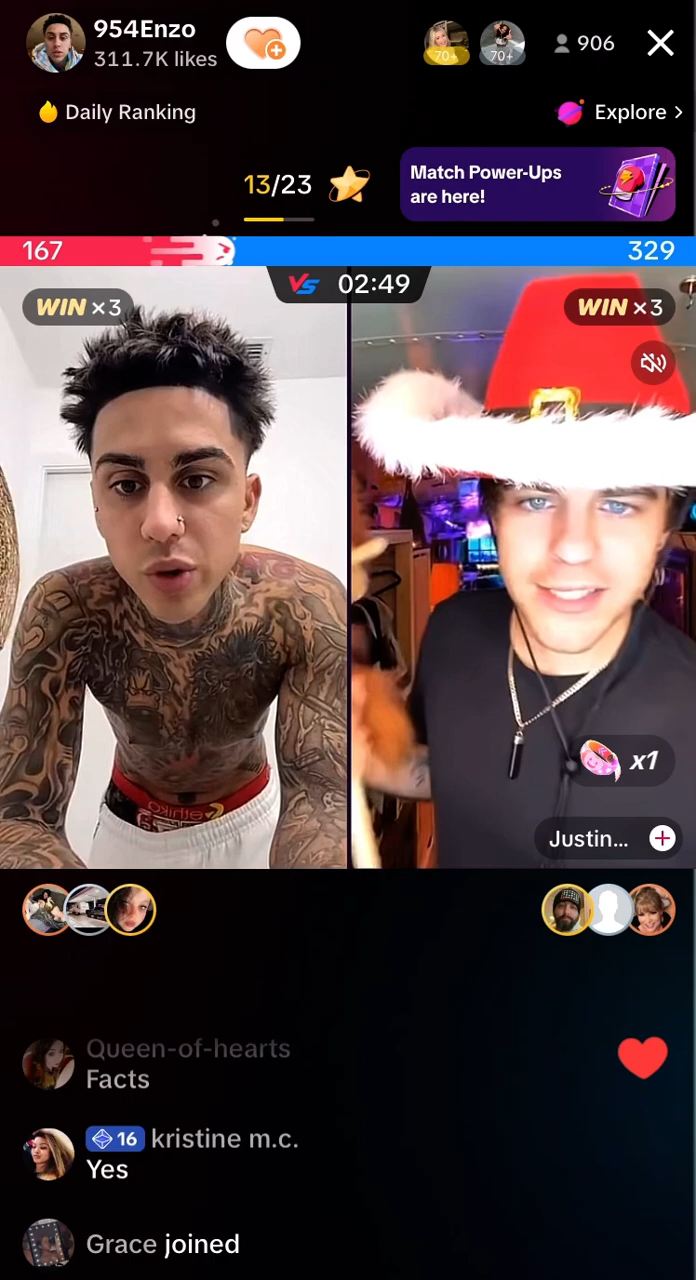 954Enzo
311.7K likes
70+
70+
906
Daily Ranking
Explore >
13/23
Match Power-Ups
are here!
167
329
VS 02:49
WIN ×3
WIN ×3
ethika
x1
Justin...
Queen-of-hearts
Facts
16 kristine m.c.
Yes
Grace joined